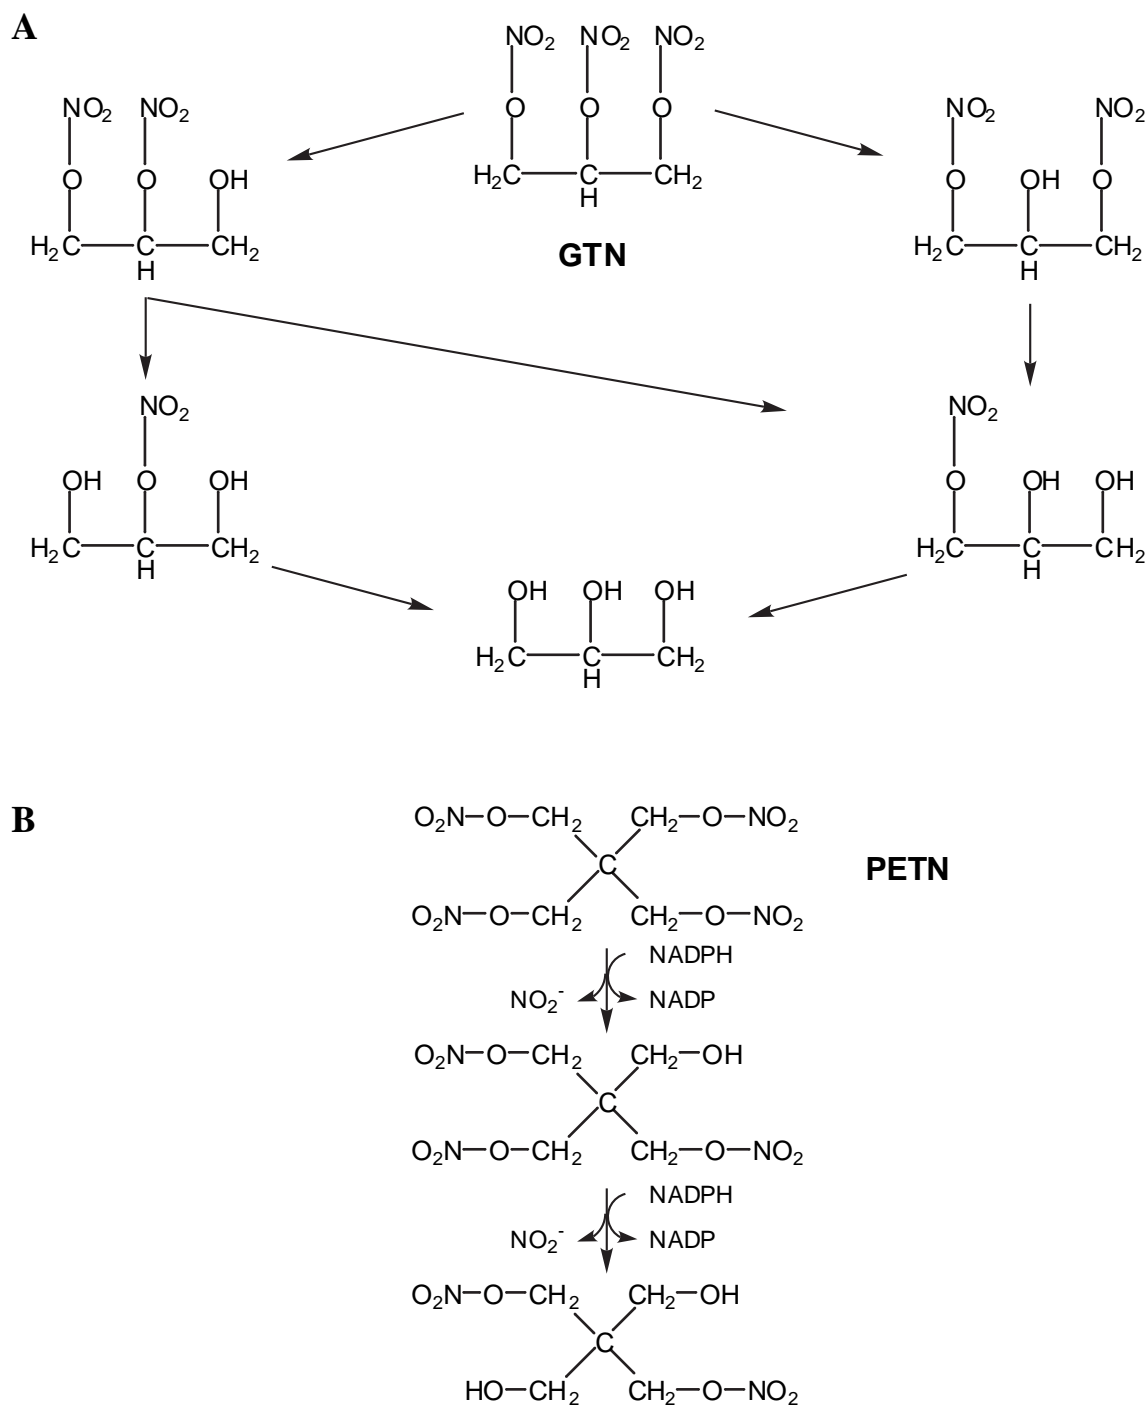 A
NO2 NO2 NO2
NO2 NO2 O O O NO2 NO2
O O OH H2C C CH2 O OH O
H
H2C C CH2 GTN H2C C CH2
H H
NO2 NO2
OH O OH O OH OH
H2C C CH2 H2C C CH2
H H
OH OH OH
H2C C CH2
H
B
O2N-O-CH2 CH2-O-NO2
C PETN
O2N-O-CH2 CH2-O-NO2
NADPH
NO2- NADP
O2N-O-CH2 CH2-OH
C
O2N-O-CH2 CH2-O-NO2
NADPH
NO2- NADP
O2N-O-CH2 CH2-OH
C
HO-CH2 CH2-O-NO2